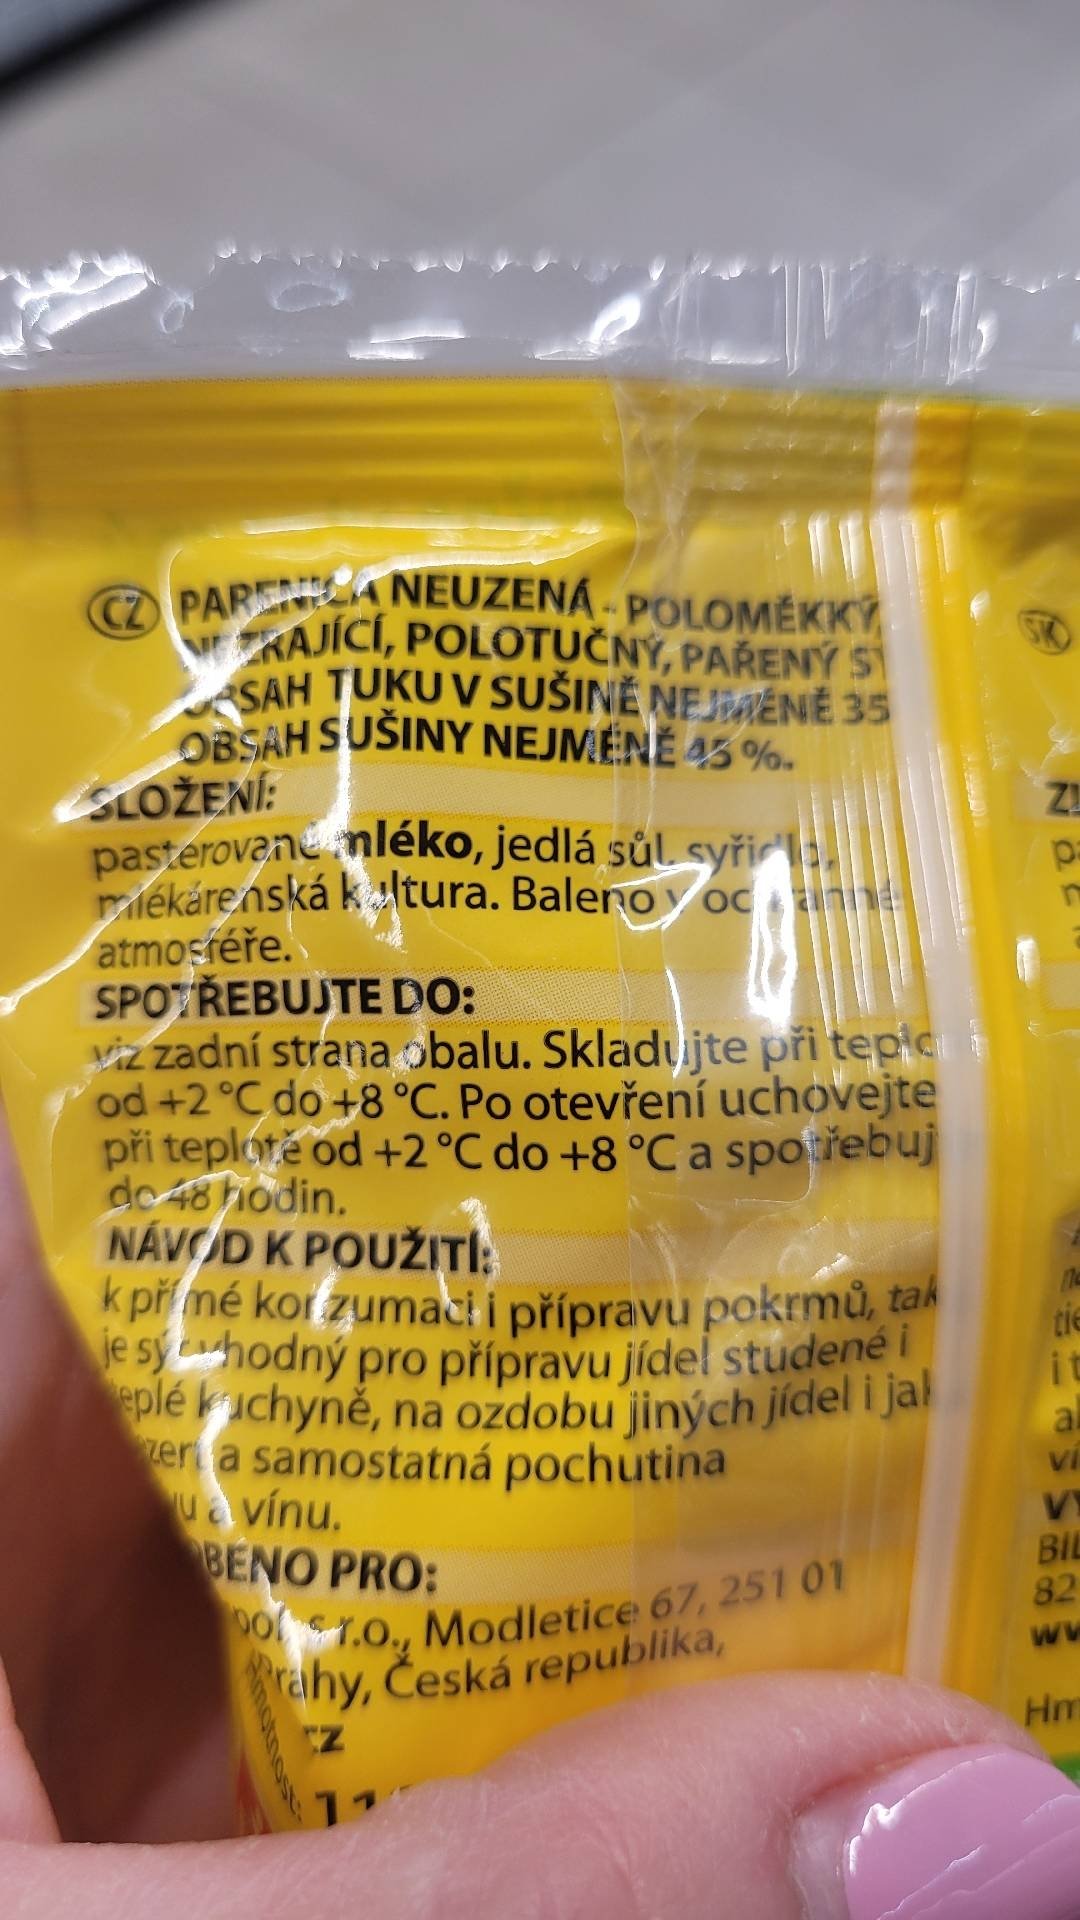 CZ PARENICA NEUZENÁ - POLOMĚKKÝ,
NEZRAJÍCÍ, POLOTUČNÝ, PAŘENÝ
OBSAH TUKU V SUŠINĚ NEJMÉNĚ 35
OBSAH SUŠINY NEJMÉNĚ 45 %.
SLOŽENÍ:
pasterované mléko, jedlá sůl, syřidlo,
mlékárenská kultura. Baleno v ochranné
atmosféře.
SPOTŘEBUJTE DO:
viz zadní strana obalu. Skladujte při
od +2 °C do +8 °C. Po otevření uchovejte
při teplotě od +2 °C do +8 °C a
do 48 hodin.
NÁVOD K POUŽITÍ:
k přímé konzumaci i přípravu pokrmů, tak
je sýr vhodný pro přípravu jídel studené i
teplé kuchyně, na ozdobu jiných jídel i
a samostatná pochutina
a vínu.
PRO:
s r.o., Modletice 67, 251 01
Prahy, Česká republika,
Hmotnost:
SK